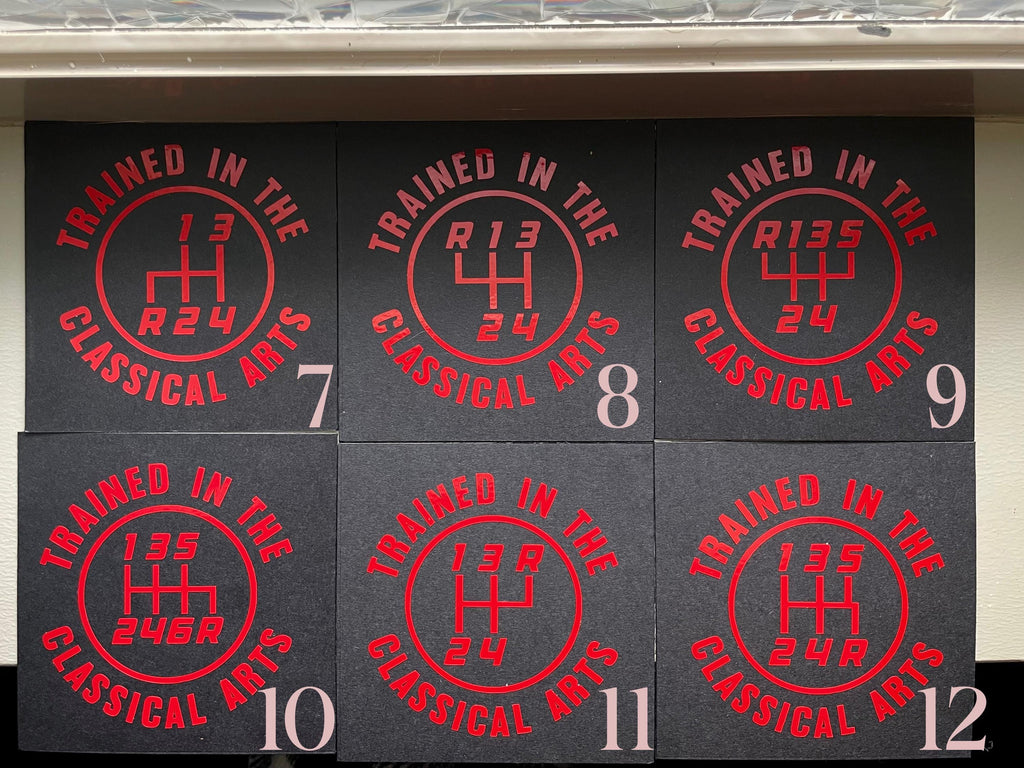 TRAINED IN THE
1 3
R 2 4
CLASSICAL ARTS
7
TRAINED IN THE
R 1 3
2 4
CLASSICAL ARTS
8
TRAINED IN THE
R 1 3 5
2 4
CLASSICAL ARTS
9
TRAINED IN THE
1 3 5
2 4 6 R
CLASSICAL ARTS
10
TRAINED IN THE
1 3 R
2 4
CLASSICAL ARTS
11
TRAINED IN THE
1 3 5
2 4 R
CLASSICAL ARTS
12